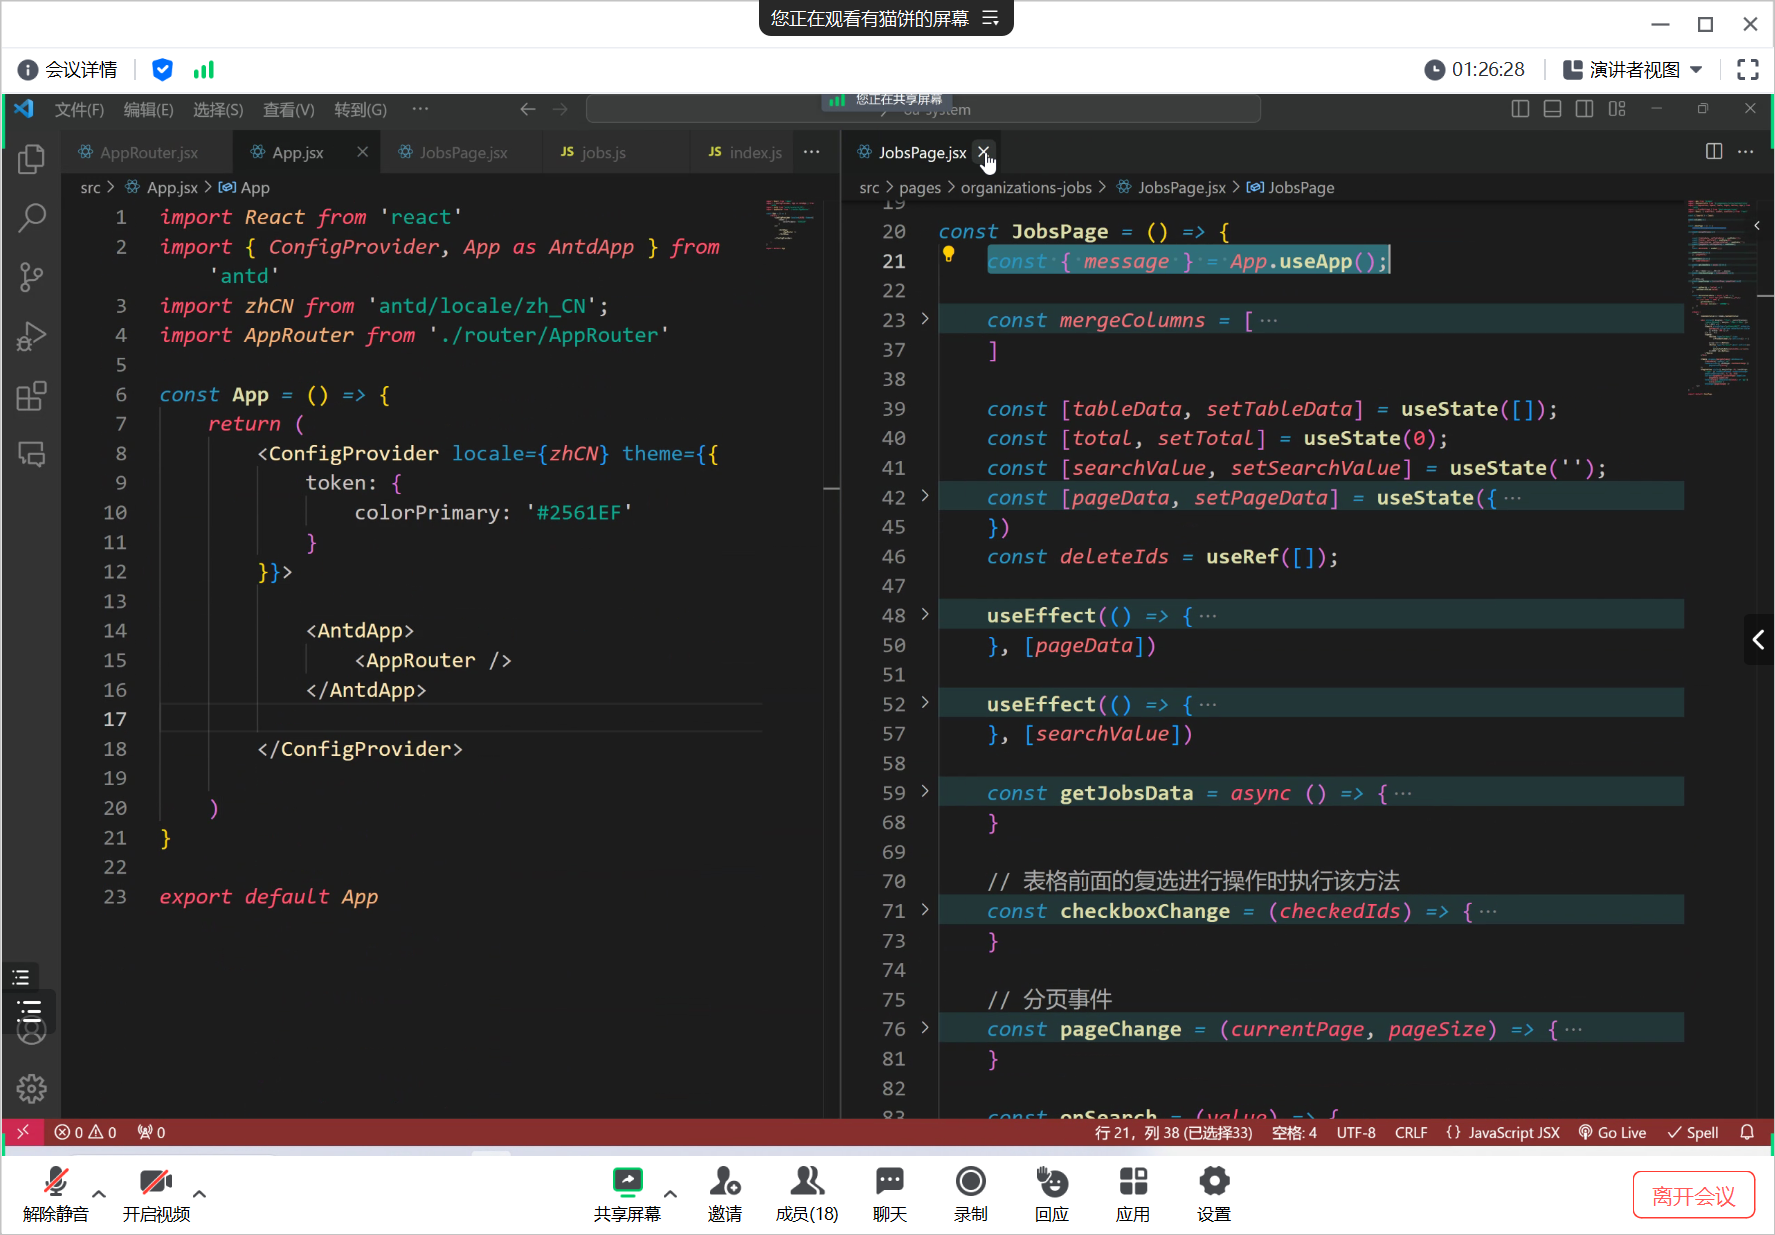 您正在观看有猫饼的屏幕
会议详情
01:26:28
演讲者视图
文件(F) 编辑(E) 选择(S) 查看(V) 转到(G) ···
您正在共享屏幕
AppRouter.jsx
App.jsx
JobsPage.jsx
JS jobs.js
JS index.js
···
src > App.jsx > App
1 import React from 'react'
2 import { ConfigProvider, App as AntdApp } from
'antd'
3 import zhCN from 'antd/locale/zh_CN';
4 import AppRouter from './router/AppRouter'
5
6 const App = () => {
7 return (
8 <ConfigProvider locale={zhCN} theme={{
9 token: {
10 colorPrimary: '#2561EF'
11 }
12 }}>
13
14 <AntdApp>
15 <AppRouter />
16 </AntdApp>
17
18 </ConfigProvider>
19
20 )
21 }
22
23 export default App
JobsPage.jsx
···
src > pages > organizations-jobs > JobsPage.jsx > JobsPage
19
20 const JobsPage = () => {
21 const { message } = App.useApp();
22
23 const mergeColumns = [ ···
37 ]
38
39 const [tableData, setTableData] = useState([]);
40 const [total, setTotal] = useState(0);
41 const [searchValue, setSearchValue] = useState('');
42 const [pageData, setPageData] = useState({ ···
45 })
46 const deleteIds = useRef([]);
47
48 useEffect(() => { ···
50 }, [pageData])
51
52 useEffect(() => { ···
57 }, [searchValue])
58
59 const getJobsData = async () => { ···
68 }
69
70 // 表格前面的复选进行操作时执行该方法
71 const checkboxChange = (checkedIds) => { ···
73 }
74
75 // 分页事件
76 const pageChange = (currentPage, pageSize) => { ···
81 }
82
83 const onSearch = (value) => {
0 0 0
行 21，列 38 (已选择33) 空格: 4 UTF-8 CRLF {} JavaScript JSX Go Live Spell
解除静音
开启视频
共享屏幕
邀请
成员(18)
聊天
录制
回应
应用
设置
离开会议